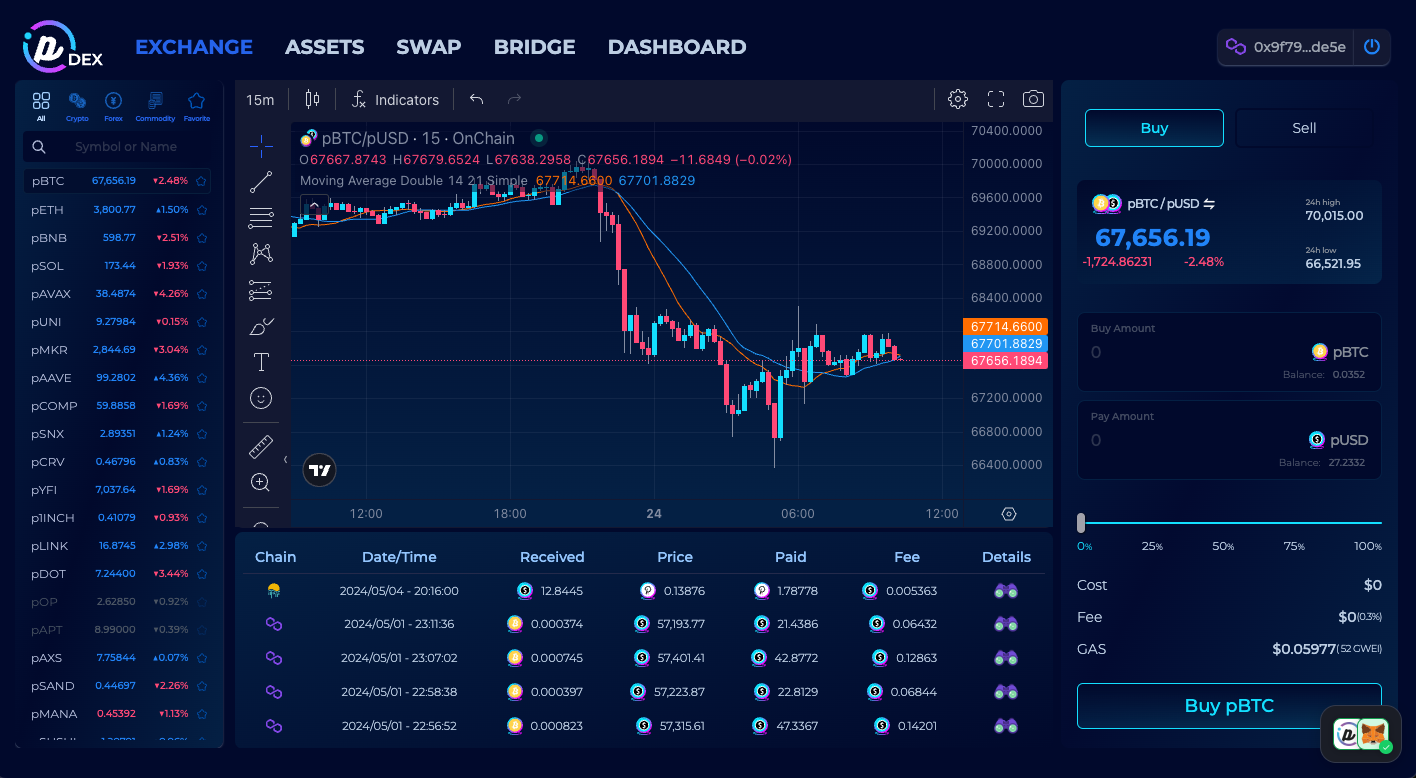 p DEX
EXCHANGE ASSETS SWAP BRIDGE DASHBOARD
0x9f79...de5e
All Crypto Forex Commodity Favorite
Symbol or Name
pBTC 67,656.19 ▾2.48%
pETH 3,800.77 ▴1.50%
pBNB 598.77 ▾2.51%
pSOL 173.44 ▾1.93%
pAVAX 38.4874 ▾4.26%
pUNI 9.27984 ▾0.15%
pMKR 2,844.69 ▾3.04%
pAAVE 99.2802 ▴4.36%
pCOMP 59.8858 ▾1.69%
pSNX 2.89351 ▴1.24%
pCRV 0.46796 ▴0.83%
pYFI 7,037.64 ▾1.69%
p1INCH 0.41079 ▾0.93%
pLINK 16.8745 ▴2.98%
pDOT 7.24400 ▾3.44%
pOP 2.62850 ▾0.92%
pAPT 8.99000 ▾0.39%
pAXS 7.75844 ▴0.07%
pSAND 0.44697 ▾2.26%
pMANA 0.45392 ▾1.13%
15m Indicators
pBTC/pUSD · 15 · OnChain
O67667.8743 H67679.6524 L67638.2958 C67656.1894 −11.6849 (−0.02%)
Moving Average Double 14 21 Simple 67714.6600 67701.8829
70400.0000
70000.0000
69600.0000
69200.0000
68800.0000
68400.0000
67714.6600
67701.8829
67656.1894
67200.0000
66800.0000
66400.0000
12:00 18:00 24 06:00 12:00
Chain Date/Time Received Price Paid Fee Details
2024/05/04 - 20:16:00 12.8445 0.13876 1.78778 0.005363
2024/05/01 - 23:11:36 0.000374 57,193.77 21.4386 0.06432
2024/05/01 - 23:07:02 0.000745 57,401.41 42.8772 0.12863
2024/05/01 - 22:58:38 0.000397 57,223.87 22.8129 0.06844
2024/05/01 - 22:56:52 0.000823 57,315.61 47.3367 0.14201
Buy Sell
pBTC / pUSD
67,656.19
-1,724.86231 -2.48%
24h high
70,015.00
24h low
66,521.95
Buy Amount
0 pBTC
Balance: 0.0352
Pay Amount
0 pUSD
Balance: 27.2332
0% 25% 50% 75% 100%
Cost $0
Fee $0(0.3%)
GAS $0.05977( 52 GWEI)
Buy pBTC